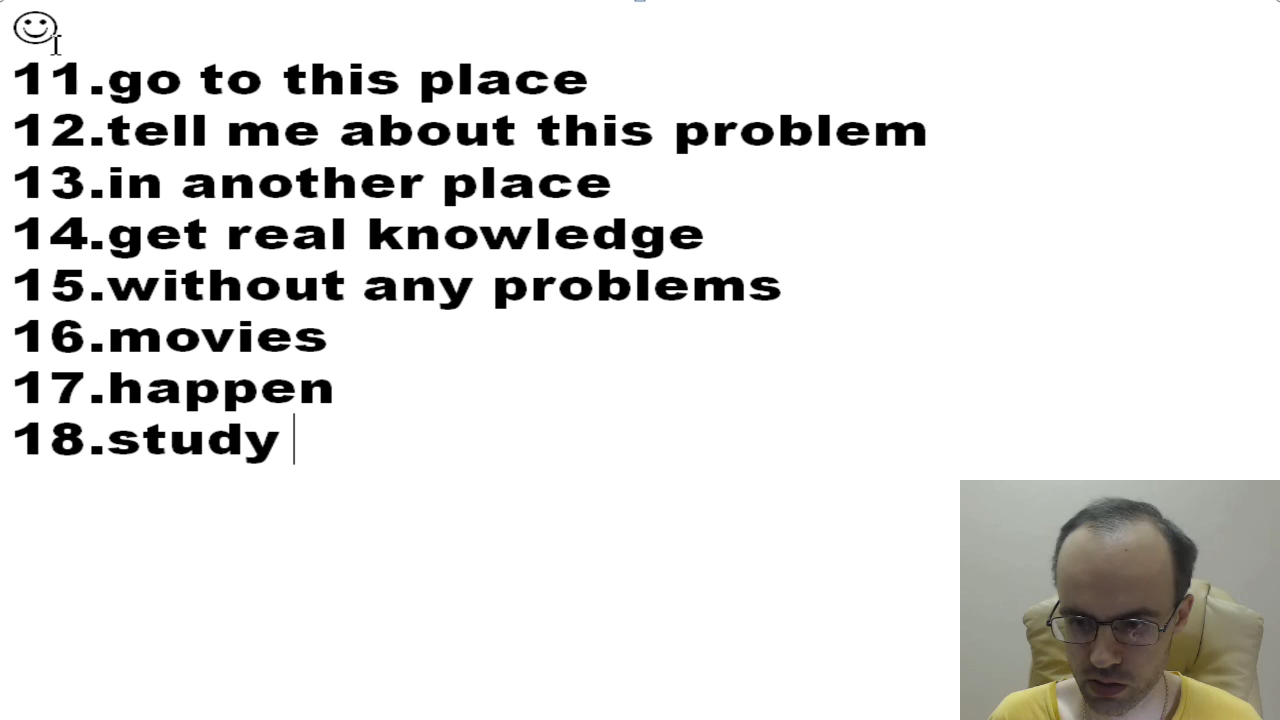 11.go to this place
12.tell me about this problem
13.in another place
14.get real knowledge
15.without any problems
16.movies
17.happen
18.study